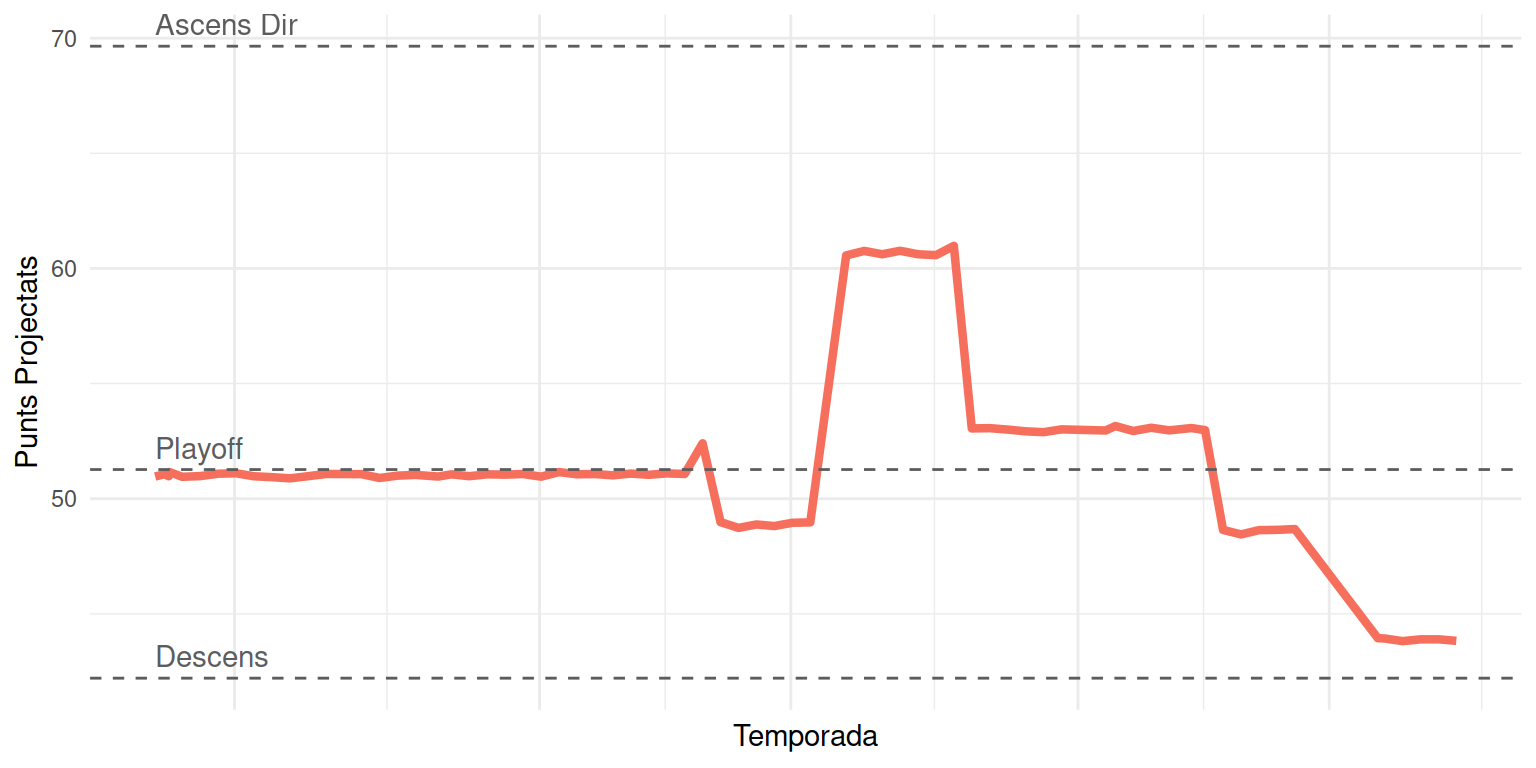 Ascens Dir
70
60
Punts Projectats
Playoff
50
Descens
Temporada